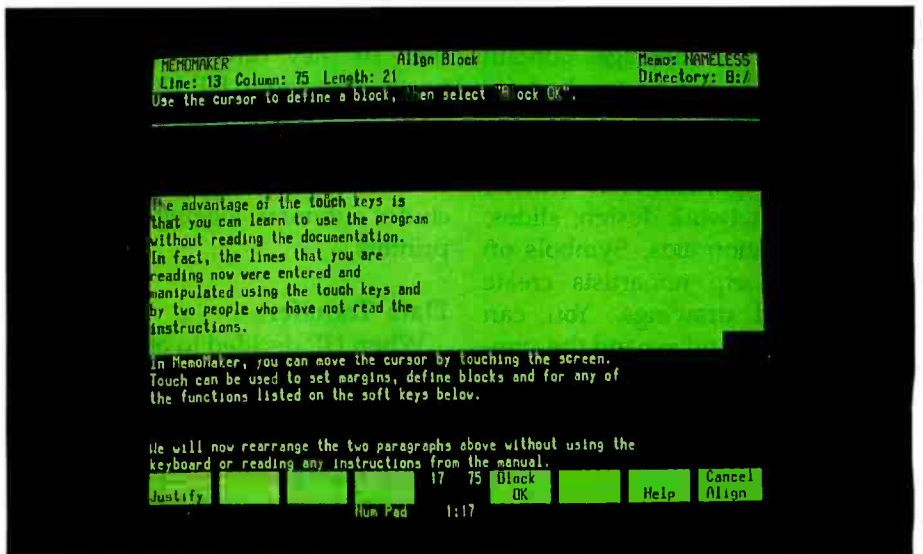 MEMOMAKER Align Block Memo: NAMELESS
Line: 13 Column: 75 Length: 21 Directory: B:/
Use the cursor to define a block, then select "Block OK".
The advantage of the touch keys is
that you can learn to use the program
without reading the documentation.
In fact, the lines that you are
reading now were entered and
manipulated using the touch keys and
by two people who have not read the
instructions.
In MemoMaker, you can move the cursor by touching the screen.
Touch can be used to set margins, define blocks and for any of
the functions listed on the soft keys below.
We will now rearrange the two paragraphs above without using the
keyboard or reading any instructions from the manual.
17 75 Block Cancel
Justify OK Help Align
Num Pad 1:17